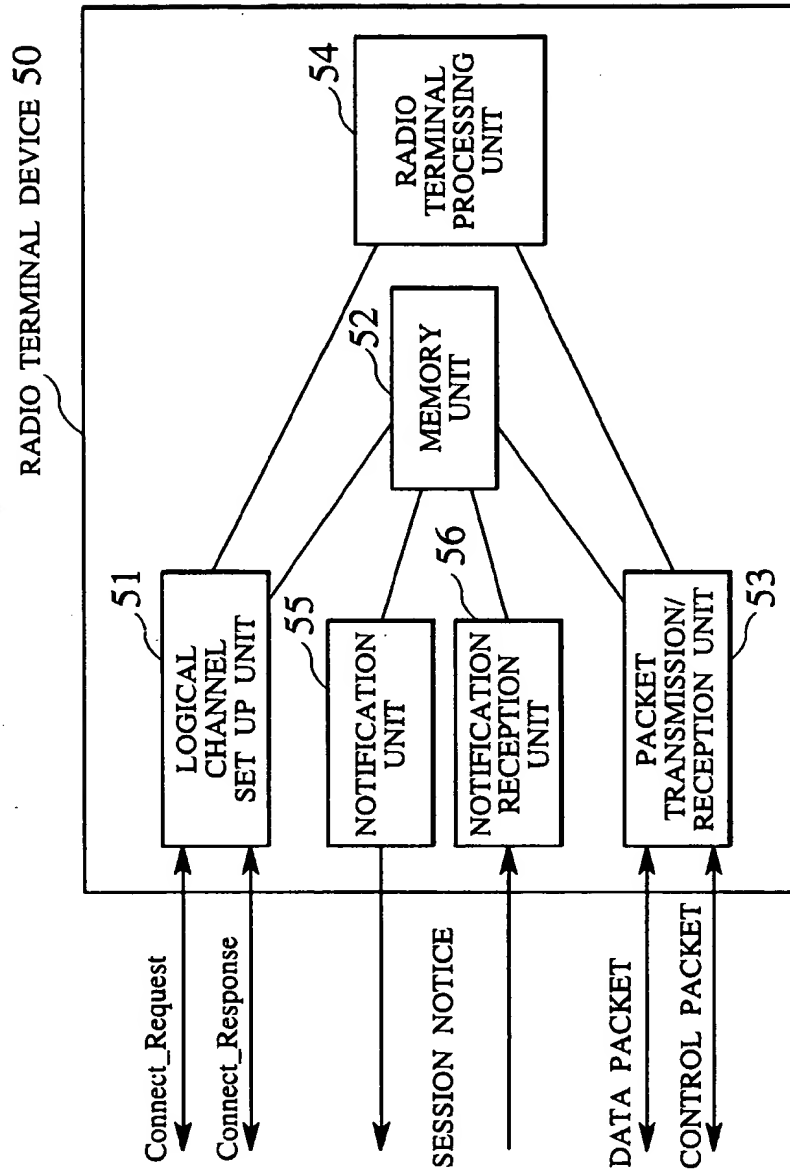 RADIO TERMINAL DEVICE 50
Connect_Request
Connect_Response
SESSION NOTICE
DATA PACKET
CONTROL PACKET
51
LOGICAL
CHANNEL
SET UP UNIT
55
NOTIFICATION
UNIT
56
NOTIFICATION
RECEPTION
UNIT
PACKET
TRANSMISSION/
RECEPTION UNIT
53
52
MEMORY
UNIT
54
RADIO
TERMINAL
PROCESSING
UNIT